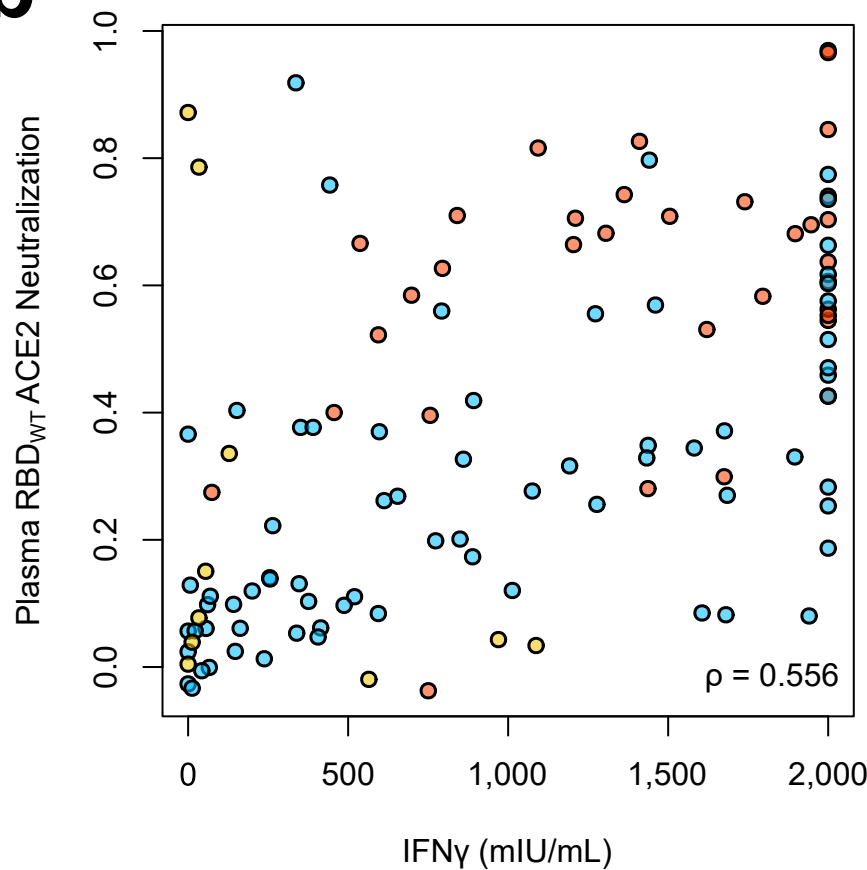 b
1.0
0.8
0.6
0.4
0.2
0.0
Plasma RBDWT ACE2 Neutralization
ρ = 0.556
0 500 1,000 1,500 2,000
IFNγ (mIU/mL)